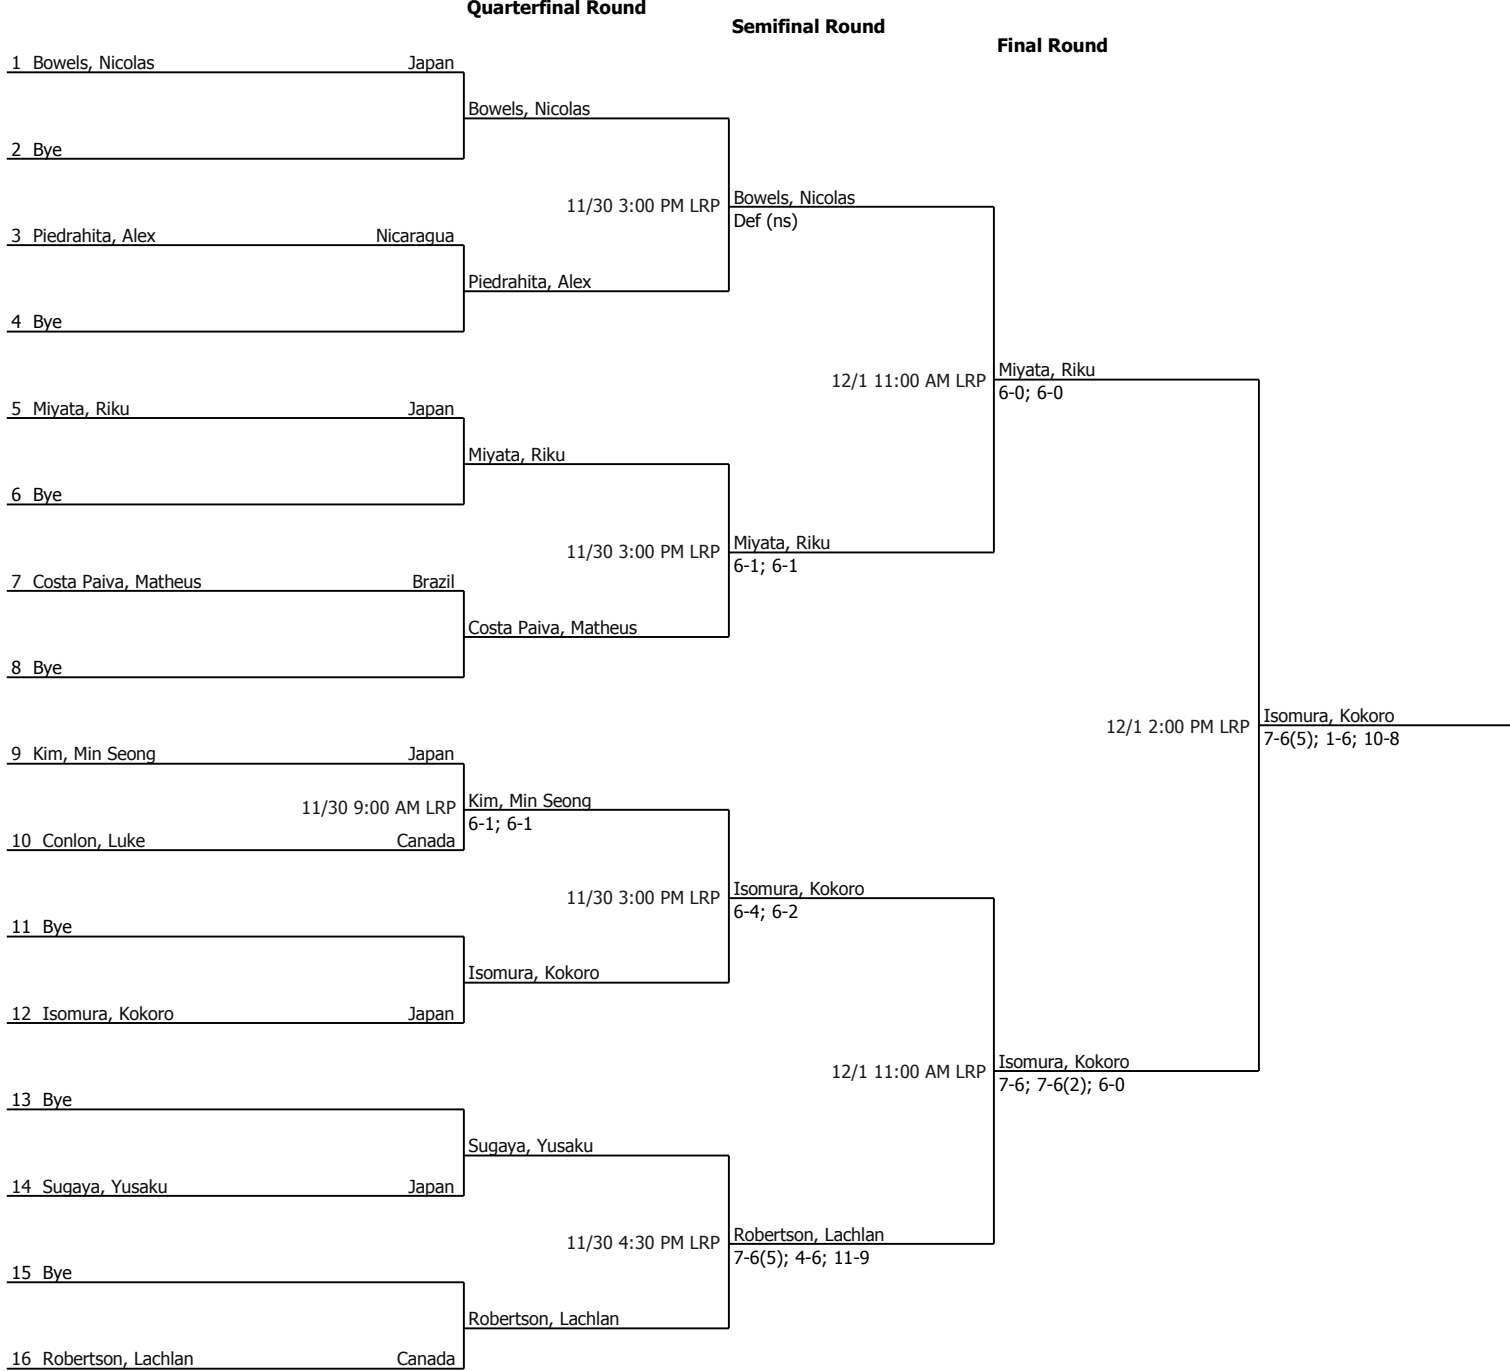 Quarterfinal Round
Semifinal Round
Final Round
1 Bowels, Nicolas Japan
Bowels, Nicolas
2 Bye
11/30 3:00 PM LRP Bowels, Nicolas
Def (ns)
3 Piedrahita, Alex Nicaragua
Piedrahita, Alex
4 Bye
12/1 11:00 AM LRP Miyata, Riku
6-0; 6-0
5 Miyata, Riku Japan
Miyata, Riku
6 Bye
11/30 3:00 PM LRP Miyata, Riku
6-1; 6-1
7 Costa Paiva, Matheus Brazil
Costa Paiva, Matheus
8 Bye
12/1 2:00 PM LRP Isomura, Kokoro
7-6(5); 1-6; 10-8
9 Kim, Min Seong Japan
11/30 9:00 AM LRP Kim, Min Seong
6-1; 6-1
10 Conlon, Luke Canada
11/30 3:00 PM LRP Isomura, Kokoro
6-4; 6-2
11 Bye
Isomura, Kokoro
12 Isomura, Kokoro Japan
12/1 11:00 AM LRP Isomura, Kokoro
7-6; 7-6(2); 6-0
13 Bye
Sugaya, Yusaku
14 Sugaya, Yusaku Japan
11/30 4:30 PM LRP Robertson, Lachlan
7-6(5); 4-6; 11-9
15 Bye
Robertson, Lachlan
16 Robertson, Lachlan Canada